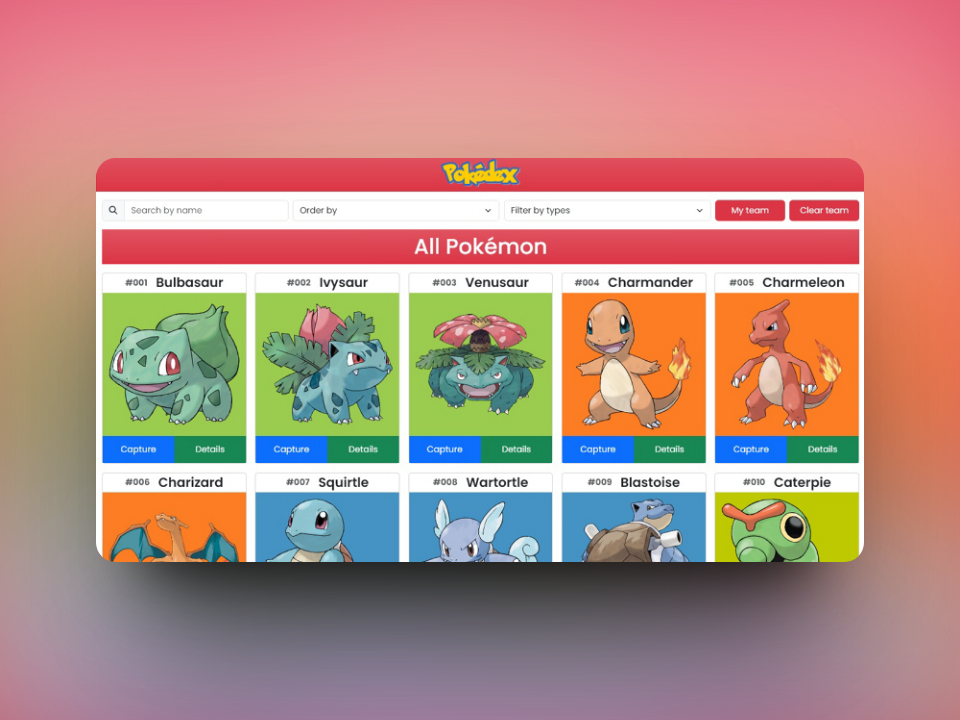 Pokédex
Search by name
Order by
Filter by types
My team
Clear team
All Pokémon
#001 Bulbasaur
#002 Ivysaur
#003 Venusaur
#004 Charmander
#005 Charmeleon
Capture Details
Capture Details
Capture Details
Capture Details
Capture Details
#006 Charizard
#007 Squirtle
#008 Wartortle
#009 Blastoise
#010 Caterpie